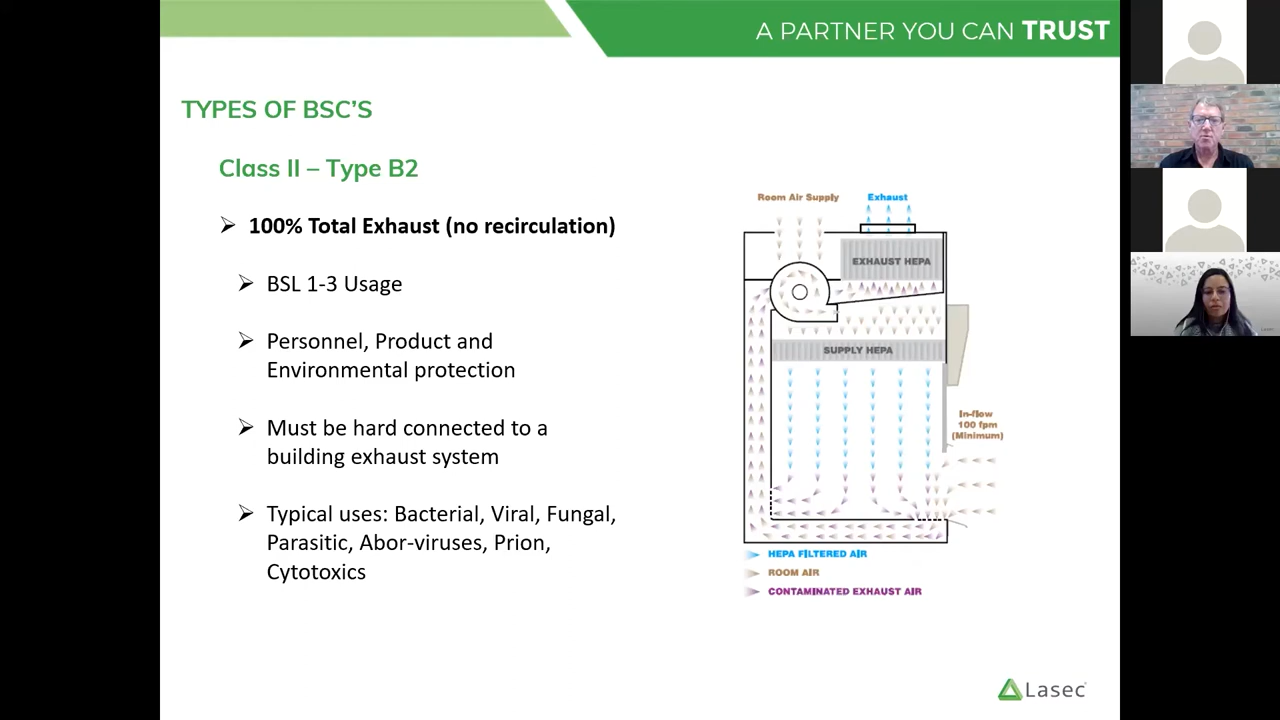 A PARTNER YOU CAN TRUST
TYPES OF BSC'S
Class II – Type B2
100% Total Exhaust (no recirculation)
BSL 1-3 Usage
Personnel, Product and
Environmental protection
Must be hard connected to a
building exhaust system
Typical uses: Bacterial, Viral, Fungal,
Parasitic, Abor-viruses, Prion,
Cytotoxics
Room Air Supply
Exhaust
EXHAUST HEPA
SUPPLY HEPA
In-flow
100 fpm
(Minimum)
HEPA FILTERED AIR
ROOM AIR
CONTAMINATED EXHAUST AIR
Lasec